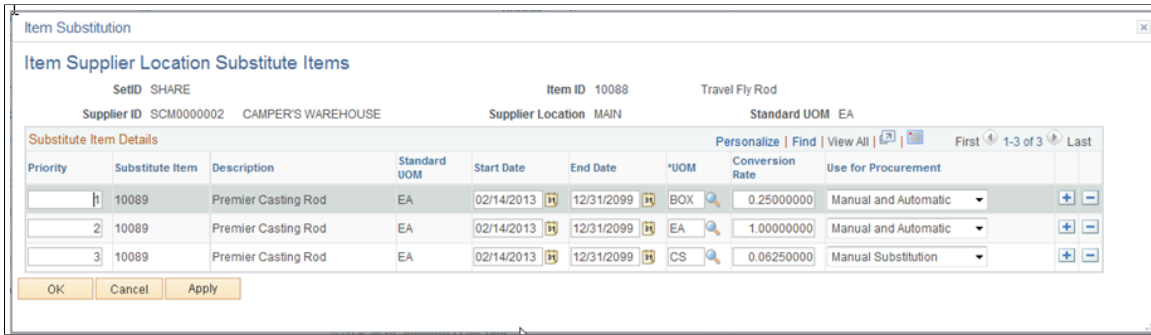 Item Substitution
Item Supplier Location Substitute Items
SetID SHARE Item ID 10088 Travel Fly Rod
Supplier ID SCM0000002 CAMPER'S WAREHOUSE Supplier Location MAIN Standard UOM EA
Substitute Item Details Personalize | Find | View All | | First 1-3 of 3 Last
Priority Substitute Item Description Standard UOM Start Date End Date *UOM Conversion Rate Use for Procurement
1 10089 Premier Casting Rod EA 02/14/2013 12/31/2099 BOX 0.25000000 Manual and Automatic
2 10089 Premier Casting Rod EA 02/14/2013 12/31/2099 EA 1.00000000 Manual and Automatic
3 10089 Premier Casting Rod EA 02/14/2013 12/31/2099 CS 0.06250000 Manual Substitution
OK Cancel Apply